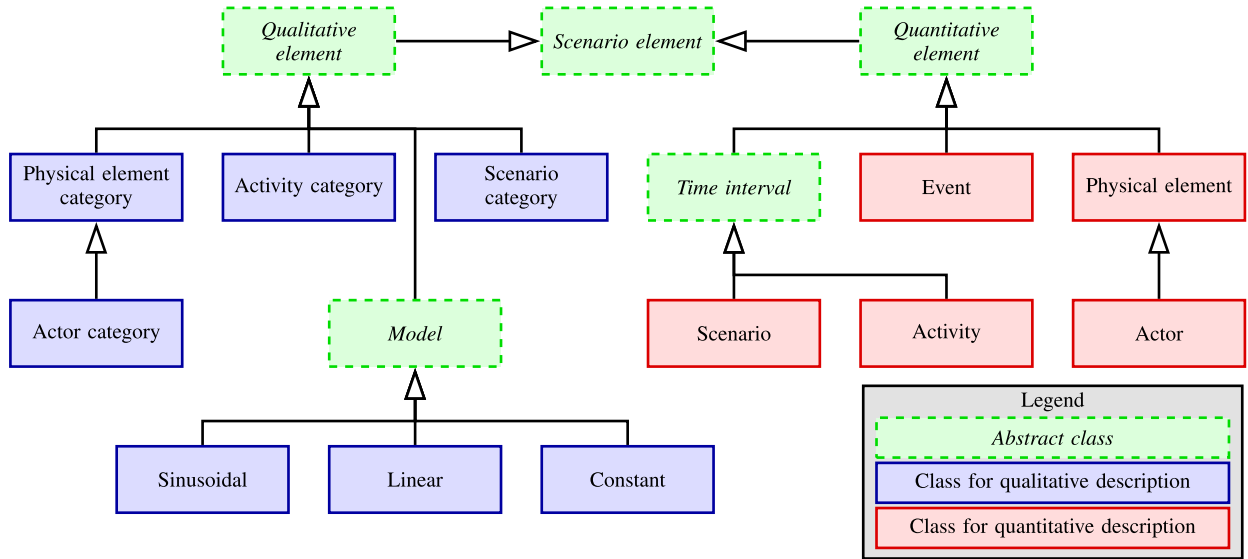 Qualitative
element
Scenario element
Quantitative
element
Physical element
category
Activity category
Scenario
category
Time interval
Event
Physical element
Actor category
Model
Scenario
Activity
Actor
Legend
Abstract class
Class for qualitative description
Class for quantitative description
Sinusoidal
Linear
Constant